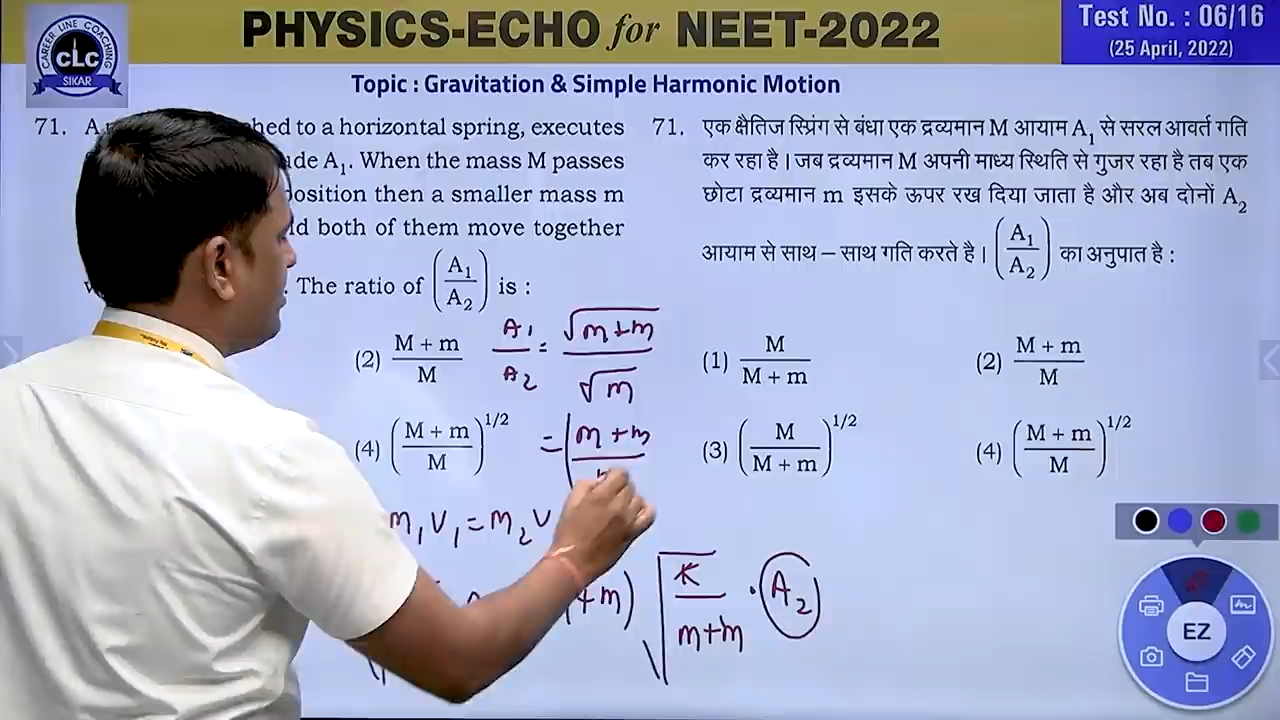 PHYSICS-ECHO for NEET-2022
Test No. : 06/16
(25 April, 2022)
CAREER LINE COACHING
CLC
SIKAR
Topic : Gravitation & Simple Harmonic Motion
71. A
hed to a horizontal spring, executes
de A₁. When the mass M passes
osition then a smaller mass m
ld both of them move together
The ratio of (A₁/A₂) is :
(2) M + m / M
(4) (M + m / M)^1/2
A₁/A₂ = √m+m / √m
= m+m
m₁v₁ = m₂v
+m) √K/m+m · A₂
71. एक क्षैतिज स्प्रिंग से बंधा एक द्रव्यमान M आयाम A₁ से सरल आवर्त गति
कर रहा है। जब द्रव्यमान M अपनी माध्य स्थिति से गुजर रहा है तब एक
छोटा द्रव्यमान m इसके ऊपर रख दिया जाता है और अब दोनों A₂
आयाम से साथ – साथ गति करते है। (A₁/A₂) का अनुपात है :
(1) M / M + m
(2) M + m / M
(3) (M / M + m)^1/2
(4) (M + m / M)^1/2
EZ